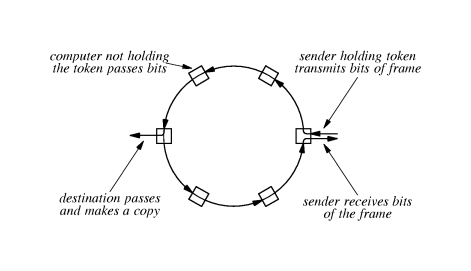 computer not holding
the token passes bits
sender holding token
transmits bits of frame
destination passes
and makes a copy
sender receives bits
of the frame